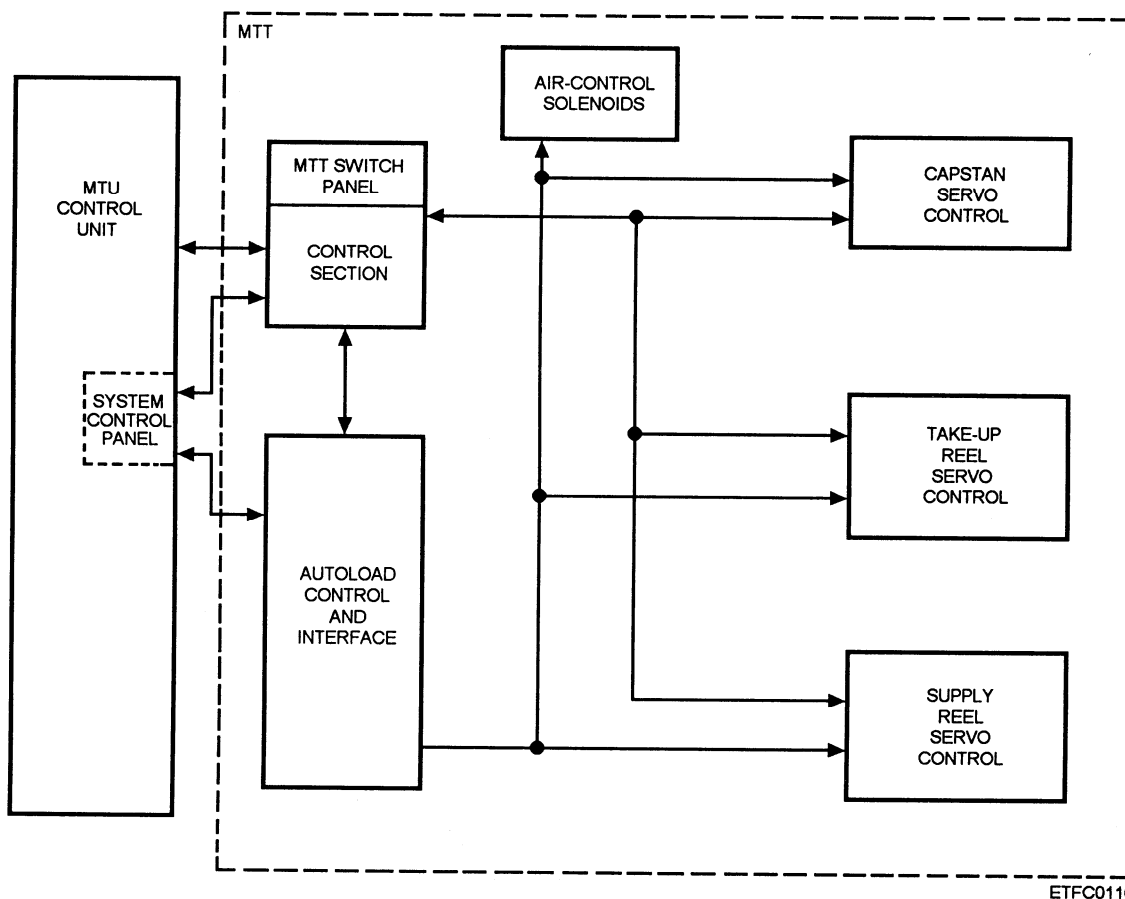 MTT
AIR-CONTROL
SOLENOIDS
MTU
CONTROL
UNIT
MTT SWITCH
PANEL
CONTROL
SECTION
CAPSTAN
SERVO
CONTROL
SYSTEM
CONTROL
PANEL
TAKE-UP
REEL
SERVO
CONTROL
AUTOLOAD
CONTROL
AND
INTERFACE
SUPPLY
REEL
SERVO
CONTROL